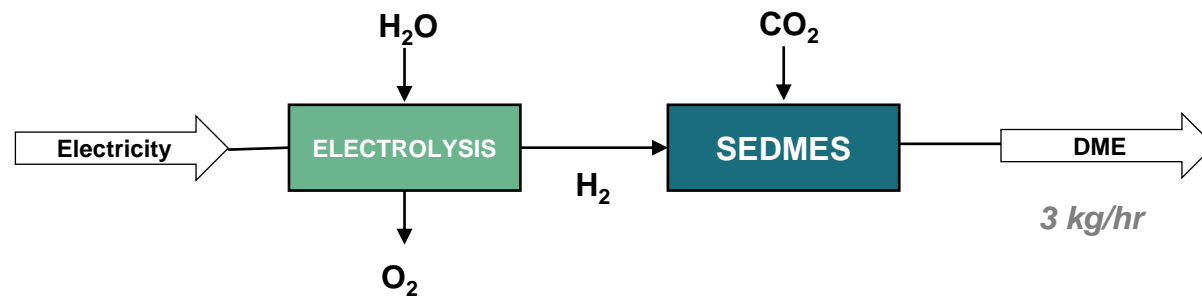 H₂O
CO₂
Electricity
ELECTROLYSIS
SEDMES
DME
H₂
3 kg/hr
O₂